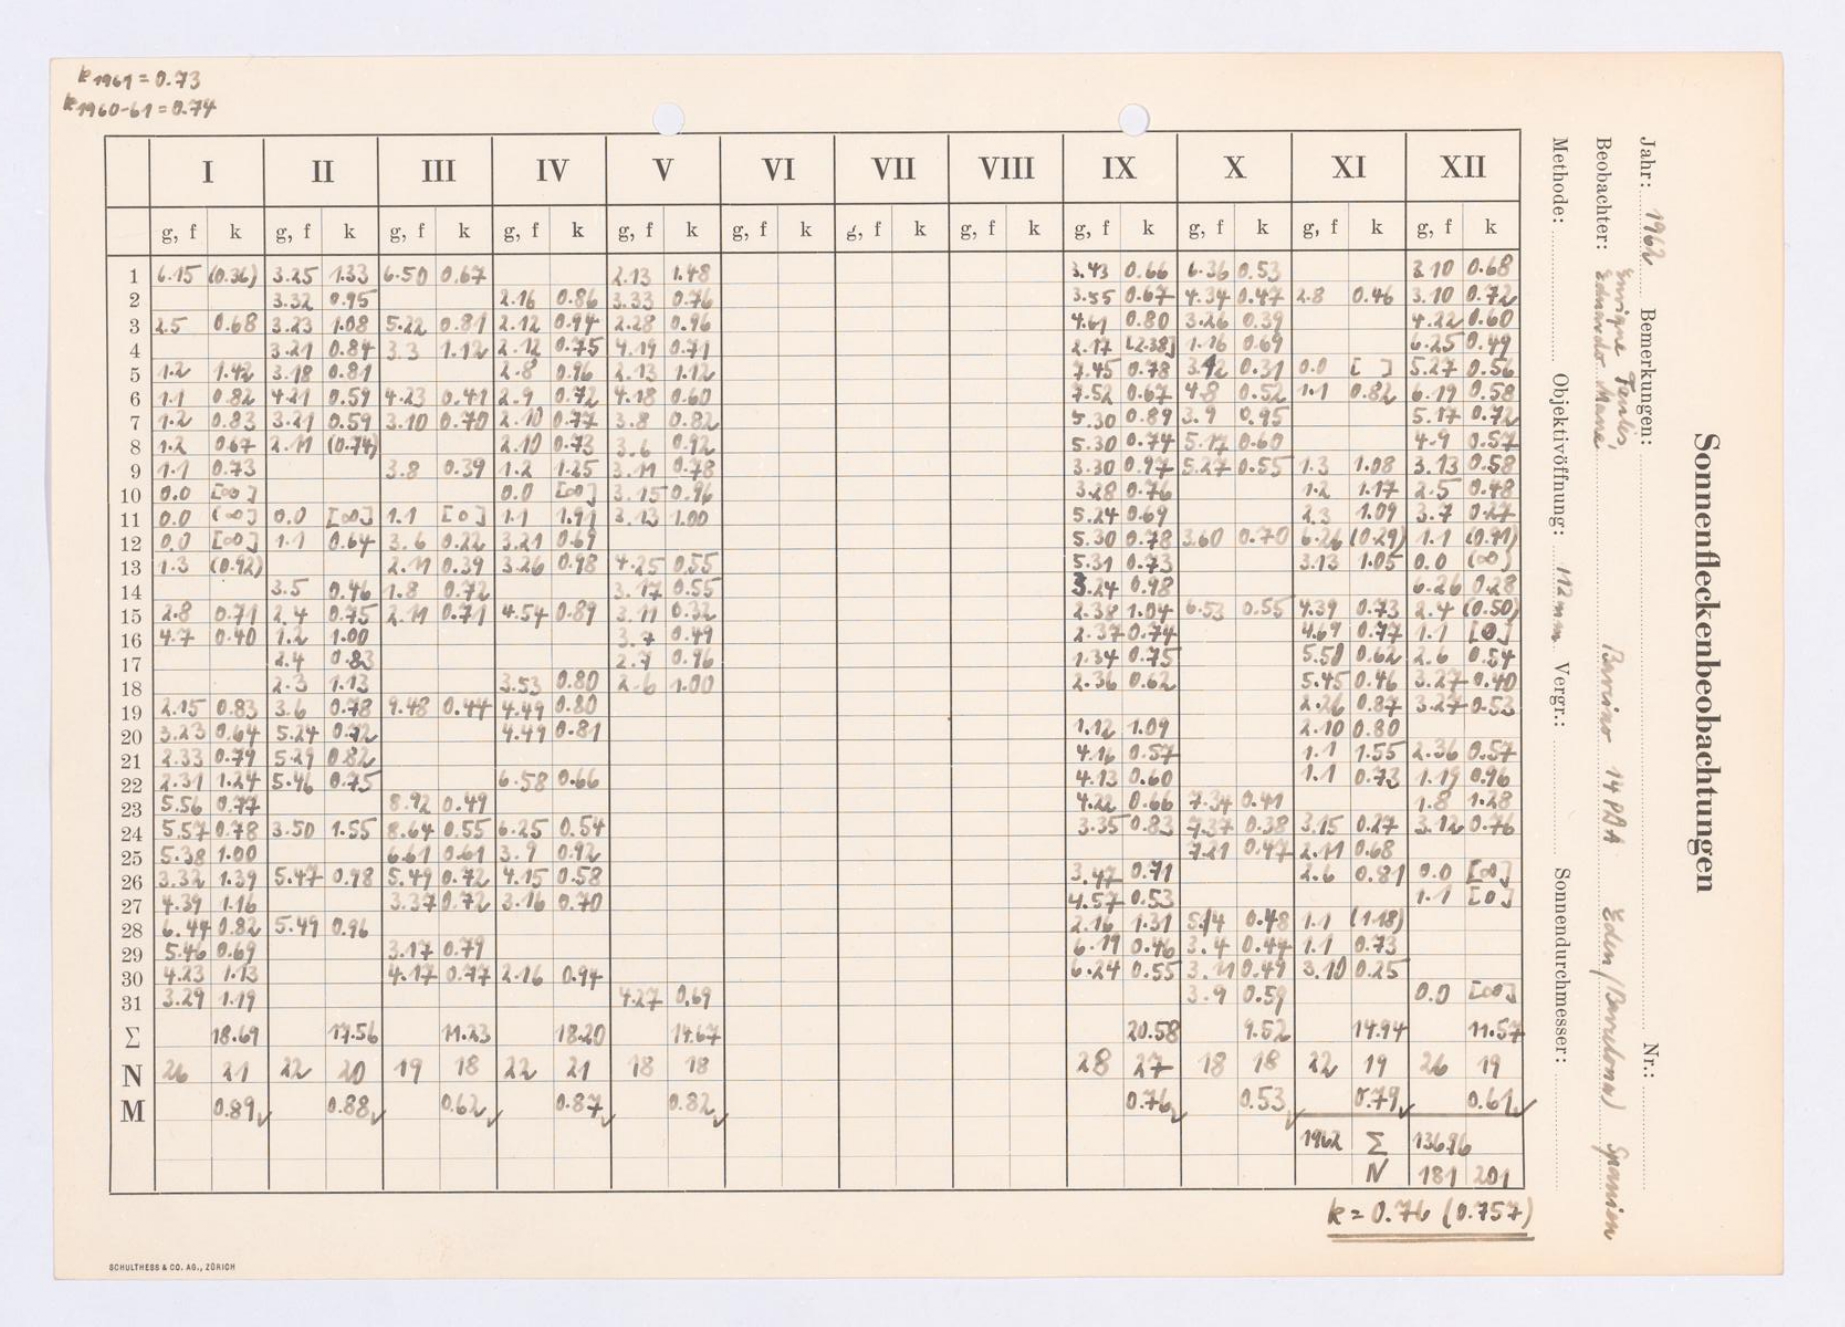 k 1961 = 0.73
k 1960-61 = 0.74
I II III IV V VI VII VIII IX X XI XII
g, f k g, f k g, f k g, f k g, f k g, f k g, f k g, f k g, f k g, f k g, f k g, f k
1 6.15 (0.36) 3.25 1.33 6.50 0.67 2.13 1.48 3.43 0.66 6.36 0.53 3.10 0.68
2 3.32 0.95 2.16 0.86 3.33 0.76 3.55 0.67 4.34 0.47 2.8 0.46 3.10 0.72
3 2.5 0.68 3.23 1.08 5.22 0.81 2.12 0.94 2.28 0.96 4.61 0.80 3.26 0.39 4.22 0.60
4 3.21 0.84 3.3 1.12 2.12 0.75 4.19 0.71 2.17 [2.38] 1.16 0.69 6.25 0.49
5 1.2 1.42 3.18 0.81 2.8 0.96 2.13 1.12 7.45 0.78 3.12 0.31 0.0 [ ] 5.27 0.56
6 1.1 0.82 4.21 0.59 4.23 0.41 2.9 0.72 4.18 0.60 7.52 0.67 4.8 0.52 1.1 0.82 6.19 0.58
7 1.2 0.83 3.21 0.59 3.10 0.70 2.10 0.77 3.8 0.82 5.30 0.89 3.9 0.95 5.17 0.72
8 1.2 0.67 2.11 (0.74) 2.10 0.73 3.6 0.92 5.30 0.74 5.17 0.60 4.9 0.57
9 1.1 0.73 3.8 0.39 1.2 1.25 3.11 0.78 3.30 0.97 5.27 0.55 1.3 1.08 3.13 0.58
10 0.0 [∞] 0.0 [∞] 3.15 0.96 3.28 0.76 1.2 1.17 2.5 0.48
11 0.0 (∞) 0.0 [∞] 1.1 [0] 1.1 1.91 3.13 1.00 5.24 0.69 2.3 1.09 3.7 0.27
12 0.0 [∞] 1.1 0.64 3.6 0.22 3.21 0.69 5.30 0.78 3.60 0.70 6.26 (0.29) 1.1 (0.91)
13 1.3 (0.92) 2.11 0.39 3.26 0.98 4.25 0.55 5.31 0.73 3.13 1.05 0.0 (∞)
14 3.5 0.46 1.8 0.72 3.17 0.55 3.24 0.98 6.26 0.28
15 2.8 0.71 2.4 0.75 2.11 0.71 4.54 0.89 3.11 0.32 2.38 1.04 6.53 0.55 4.39 0.73 2.4 (0.50)
16 4.7 0.40 1.2 1.00 3.7 0.49 2.37 0.74 4.69 0.77 1.1 [0]
17 2.4 0.83 2.7 0.96 1.34 0.75 5.50 0.62 2.6 0.54
18 2.3 1.13 3.53 0.80 2.6 1.00 2.36 0.62 5.45 0.46 3.27 0.40
19 2.15 0.83 3.6 0.78 9.48 0.44 4.49 0.80 2.26 0.87 3.27 0.53
20 3.23 0.64 5.24 0.72 4.49 0.81 1.12 1.09 2.10 0.80
21 2.33 0.79 5.29 0.82 4.16 0.57 1.1 1.55 2.36 0.57
22 2.31 1.24 5.46 0.75 6.58 0.66 4.13 0.60 1.1 0.73 1.19 0.96
23 5.56 0.77 8.92 0.49 4.22 0.66 7.34 0.41 1.8 1.28
24 5.57 0.78 3.50 1.55 8.64 0.55 6.25 0.54 3.35 0.83 7.37 0.38 3.15 0.27 3.12 0.76
25 5.38 1.00 6.61 0.61 3.9 0.92 7.21 0.47 2.11 0.68
26 3.32 1.39 5.47 0.98 5.49 0.72 4.15 0.58 3.47 0.71 2.6 0.81 0.0 [∞]
27 4.39 1.16 3.37 0.72 3.16 0.70 4.57 0.53 1.1 [0]
28 6.44 0.82 5.49 0.96 2.16 1.31 5.14 0.48 1.1 (1.18)
29 5.46 0.69 3.17 0.79 6.19 0.46 3.4 0.44 1.1 0.73
30 4.23 1.13 4.17 0.77 2.16 0.94 6.24 0.55 3.11 0.49 3.10 0.25
31 3.29 1.19 4.27 0.69 3.9 0.59 0.0 [∞]
Σ 18.69 17.56 11.23 18.20 14.67 20.58 9.52 14.94 11.57
N 26 21 22 20 19 18 22 21 18 18 28 27 18 18 22 19 26 19
M 0.89✓ 0.88✓ 0.62✓ 0.87✓ 0.82✓ 0.76✓ 0.53✓ 0.79✓ 0.61✓
1962 Σ 136.96
N 181 201
k = 0.76 (0.757)
SCHULTHESS & CO. AG., ZÜRICH
Sonnenfleckenbeobachtungen
Jahr: 1962 Bemerkungen: Nr.:
Enrique
Beobachter: Eduardo 14 Eden (Barcelona) Spanien
Methode: Objektivöffnung: 112 mm Vergr.: Sonnendurchmesser: